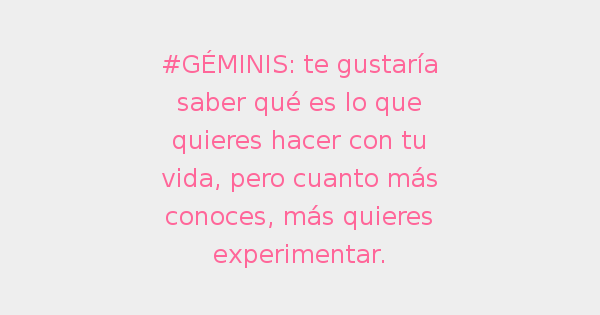 #GÉMINIS: te gustaría
saber qué es lo que
quieres hacer con tu
vida, pero cuanto más
conoces, más quieres
experimentar.